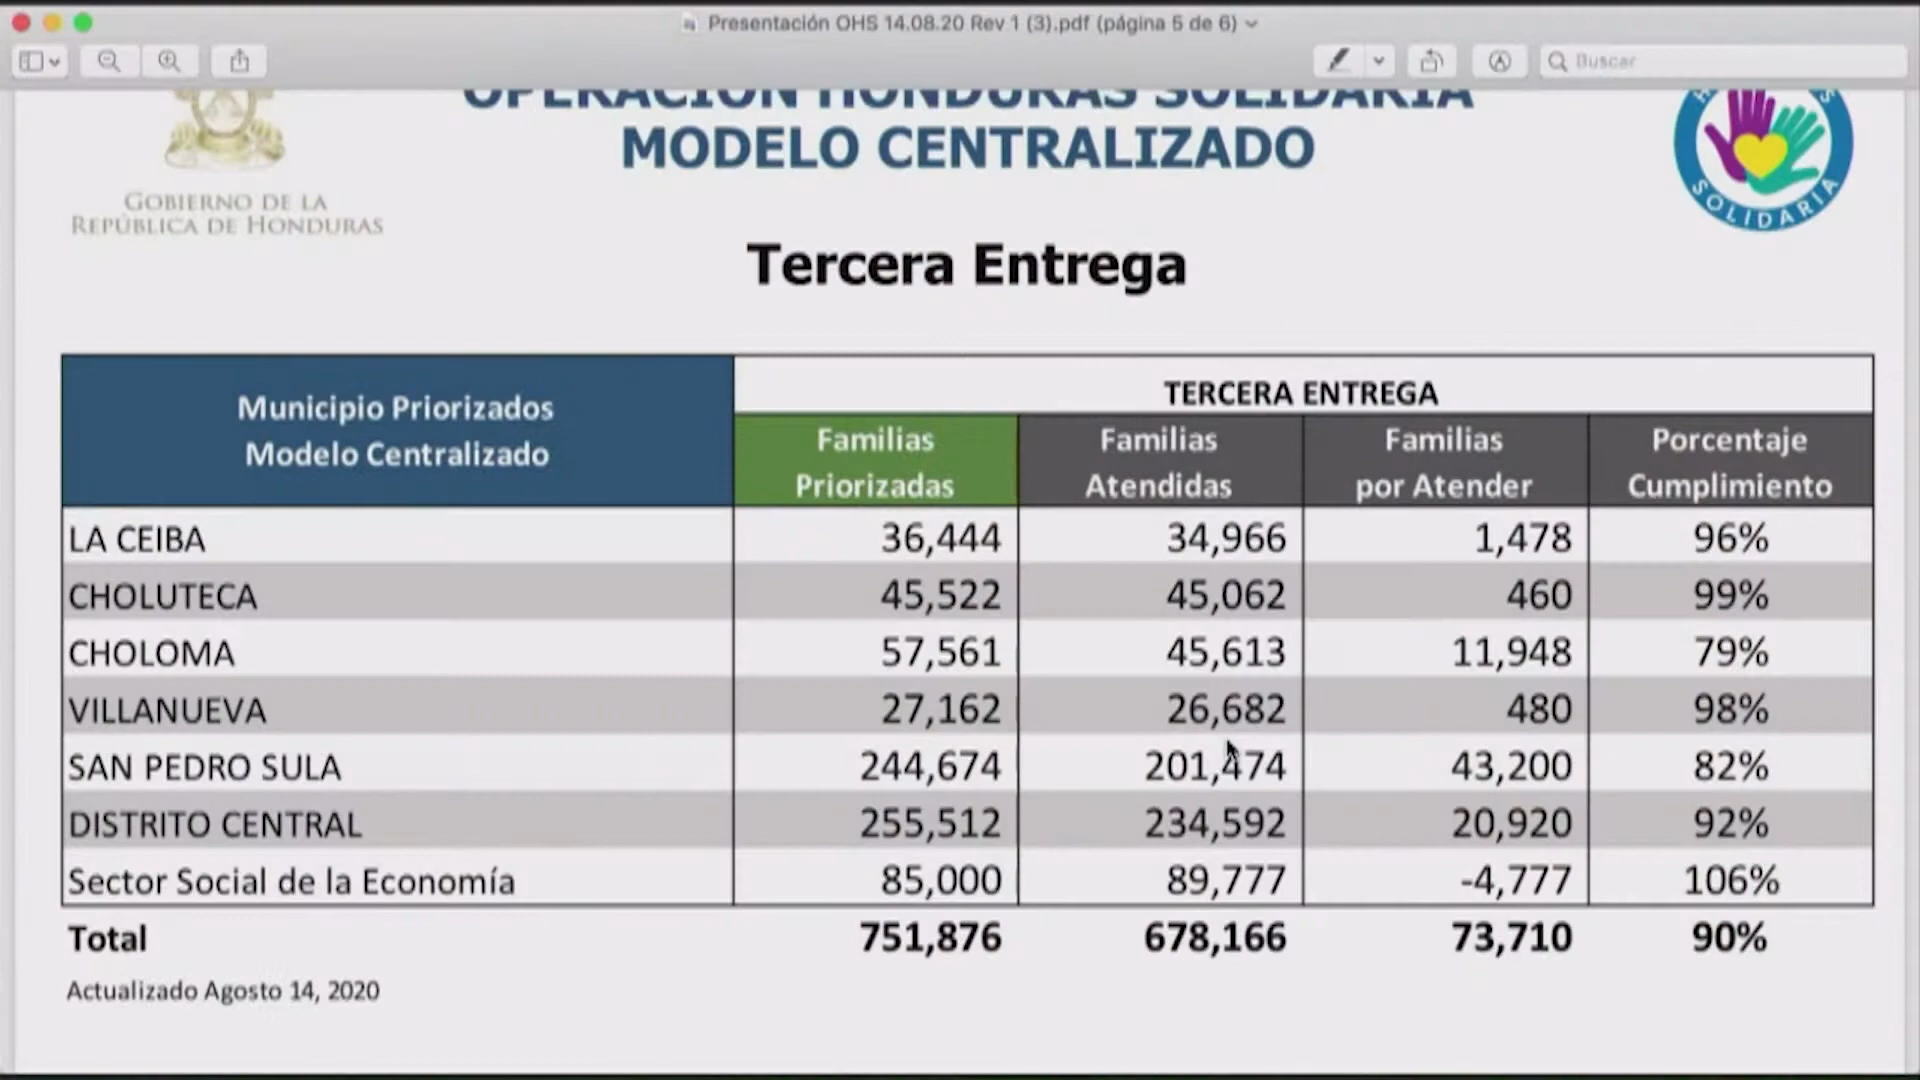 Presentación OHS 14.08.20 Rev 1 (3).pdf (página 5 de 6)
Buscar
OPERACIÓN HONDURAS SOLIDARIA
MODELO CENTRALIZADO
GOBIERNO DE LA
REPÚBLICA DE HONDURAS
SOLIDARIA
Tercera Entrega
Municipio Priorizados
Modelo Centralizado
TERCERA ENTREGA
Familias Priorizadas
Familias Atendidas
Familias por Atender
Porcentaje Cumplimiento
LA CEIBA 36,444 34,966 1,478 96%
CHOLUTECA 45,522 45,062 460 99%
CHOLOMA 57,561 45,613 11,948 79%
VILLANUEVA 27,162 26,682 480 98%
SAN PEDRO SULA 244,674 201,474 43,200 82%
DISTRITO CENTRAL 255,512 234,592 20,920 92%
Sector Social de la Economía 85,000 89,777 -4,777 106%
Total 751,876 678,166 73,710 90%
Actualizado Agosto 14, 2020